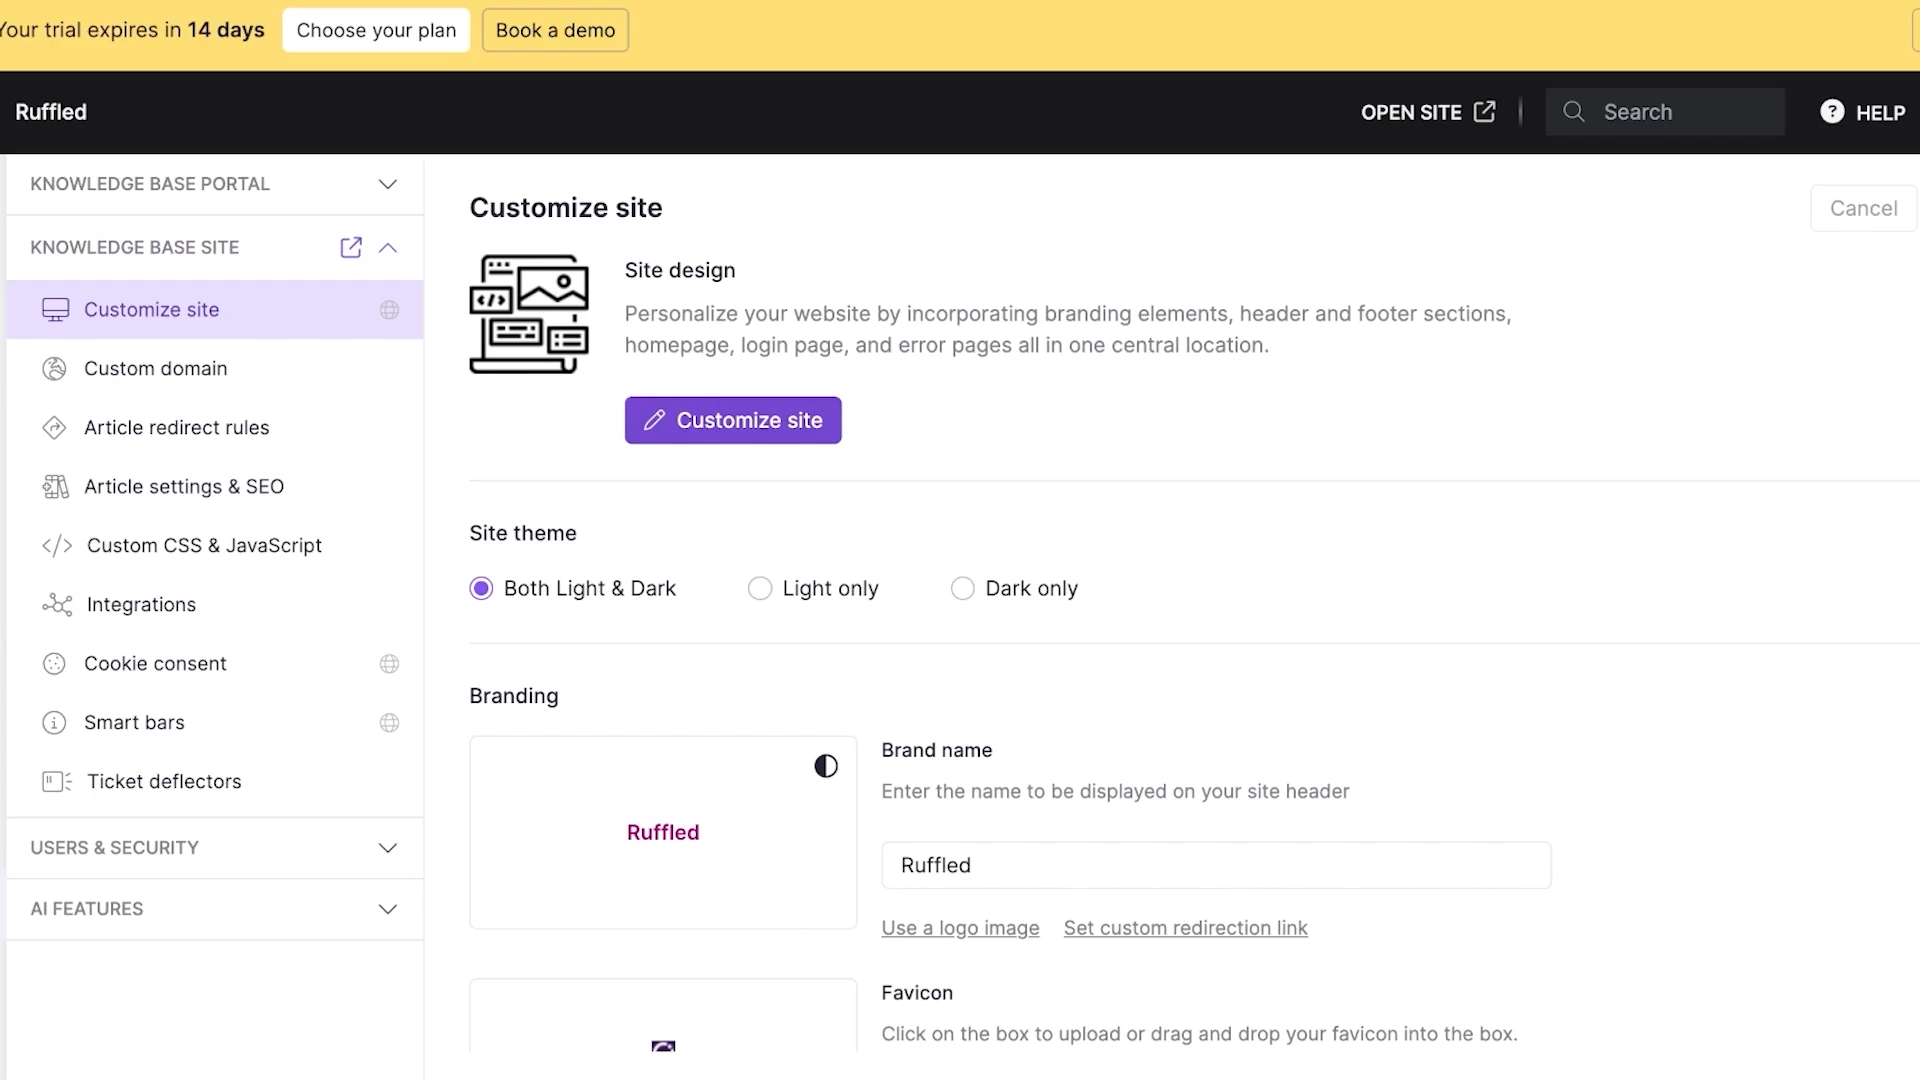 Your trial expires in 14 days Choose your plan Book a demo
Ruffled OPEN SITE Search HELP
KNOWLEDGE BASE PORTAL
KNOWLEDGE BASE SITE
Customize site
Custom domain
Article redirect rules
Article settings & SEO
</> Custom CSS & JavaScript
Integrations
Cookie consent
Smart bars
Ticket deflectors
USERS & SECURITY
AI FEATURES
Customize site
Cancel
Site design
Personalize your website by incorporating branding elements, header and footer sections,
homepage, login page, and error pages all in one central location.
Customize site
Site theme
Both Light & Dark Light only Dark only
Branding
Ruffled
Brand name
Enter the name to be displayed on your site header
Ruffled
Use a logo image Set custom redirection link
Favicon
Click on the box to upload or drag and drop your favicon into the box.